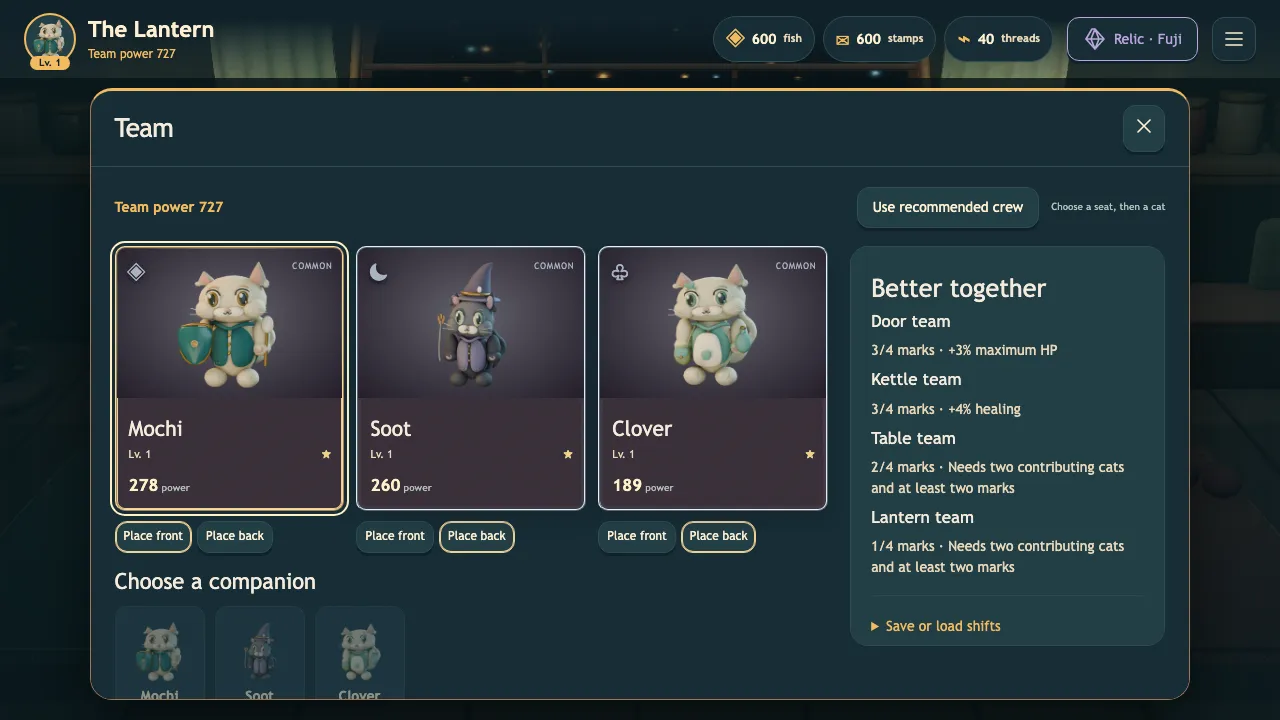 The Lantern
Team power 727
Lv. 1
600 fish
600 stamps
40 threads
Relic · Fuji
Team
Team power 727
Use recommended crew
Choose a seat, then a cat
COMMON
Mochi
Lv. 1
278 power
Place front
Place back
COMMON
Soot
Lv. 1
260 power
Place front
Place back
COMMON
Clover
Lv. 1
189 power
Place front
Place back
Better together
Door team
3/4 marks · +3% maximum HP
Kettle team
3/4 marks · +4% healing
Table team
2/4 marks · Needs two contributing cats
and at least two marks
Lantern team
1/4 marks · Needs two contributing cats
and at least two marks
Save or load shifts
Choose a companion
Mochi
Soot
Clover